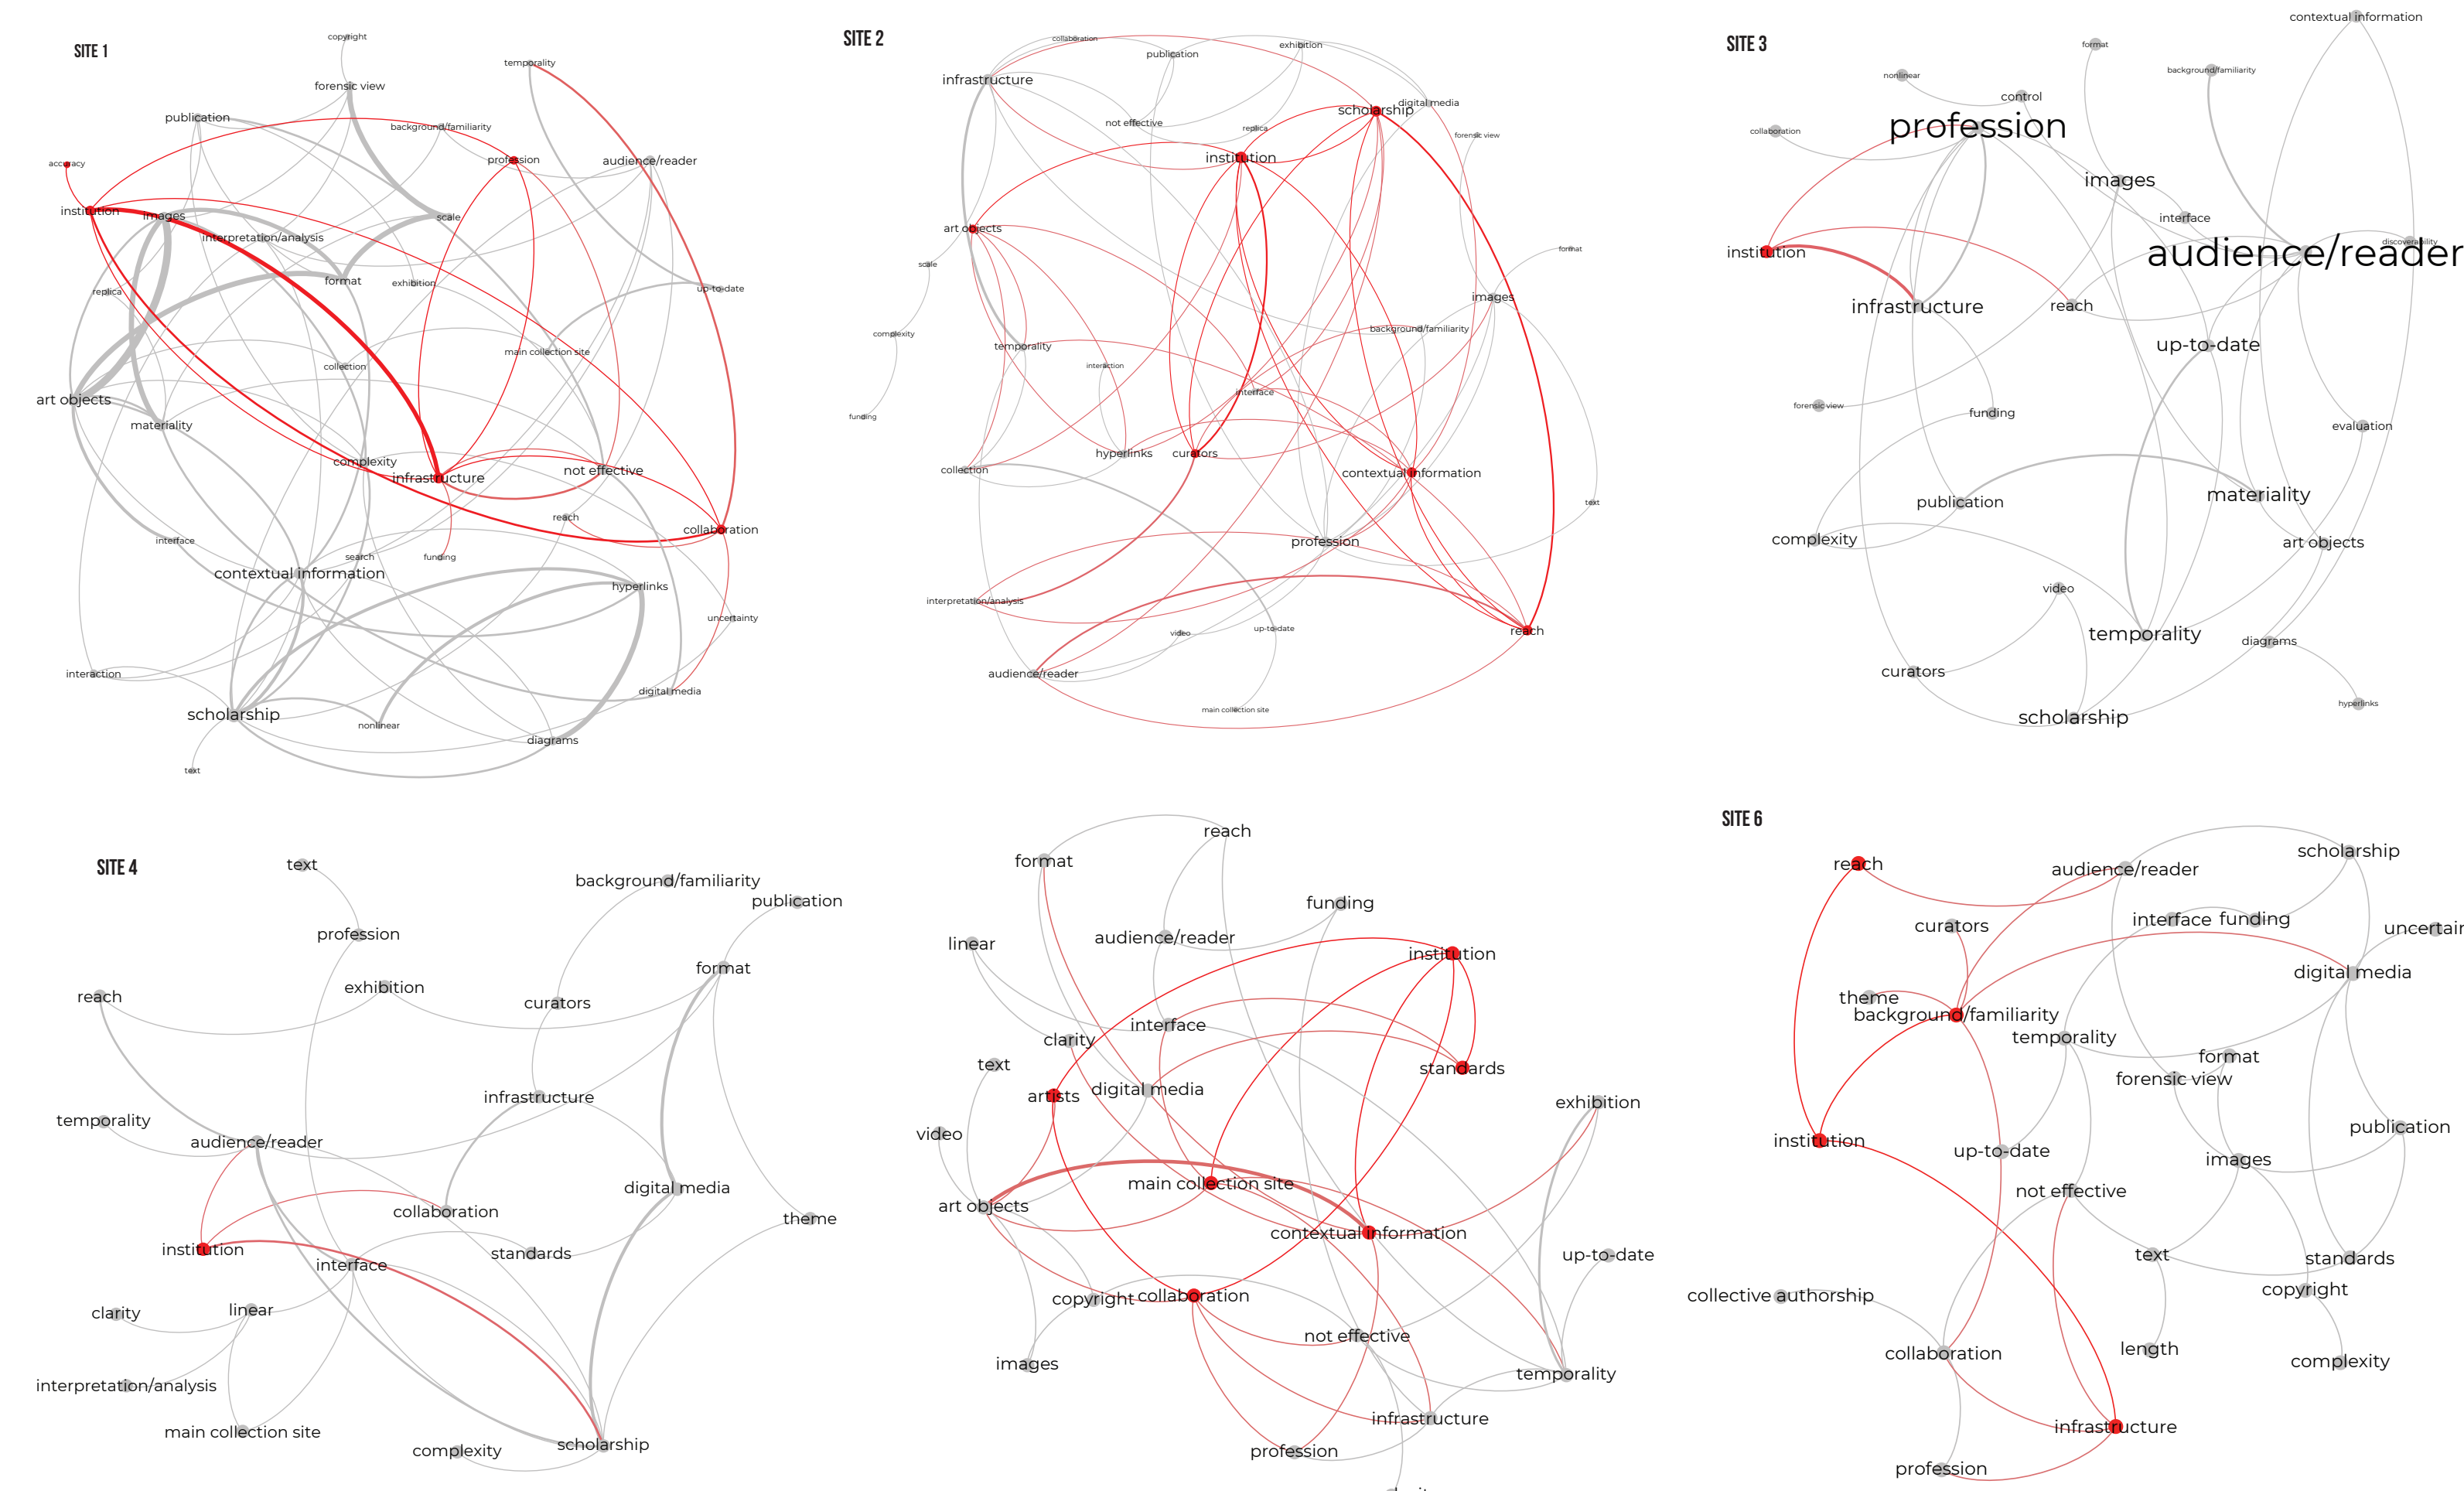 SITE 1
copyright
temporality
forensic view
publication
background/familiarity
accuracy
profession
audience/reader
institution
images
scale
interpretation/analysis
format
exhibition
replica
up-to-date
main collection site
collection
art objects
materiality
complexity
infrastructure
not effective
reach
collaboration
interface
search
funding
contextual information
hyperlinks
uncertainty
interaction
digital media
scholarship
nonlinear
diagrams
text
SITE 2
collaboration
exhibition
publication
infrastructure
digital media
scholarship
not effective
replica
forensic view
institution
art objects
format
scale
images
background/familiarity
complexity
temporality
interaction
interface
funding
hyperlinks
curators
collection
contextual information
text
profession
interpretation/analysis
video
up-to-date
reach
audience/reader
main collection site
SITE 3
contextual information
format
nonlinear
background/familiarity
control
collaboration
profession
images
interface
discoverability
institution
audience/reader
infrastructure
reach
up-to-date
forensic view
funding
evaluation
materiality
publication
complexity
art objects
video
temporality
diagrams
curators
hyperlinks
scholarship
SITE 4
text
background/familiarity
publication
profession
format
exhibition
reach
curators
infrastructure
temporality
audience/reader
digital media
collaboration
theme
institution
standards
interface
clarity
linear
interpretation/analysis
main collection site
complexity
scholarship
reach
format
funding
linear
audience/reader
institution
interface
clarity
text
standards
artists
digital media
exhibition
video
main collection site
art objects
contextual information
up-to-date
copyright
collaboration
not effective
images
temporality
infrastructure
profession
SITE 6
reach
audience/reader
scholarship
curators
interface
funding
uncertain
digital media
theme
background/familiarity
temporality
format
forensic view
publication
institution
up-to-date
images
not effective
text
standards
collective authorship
copyright
collaboration
length
complexity
infrastructure
profession